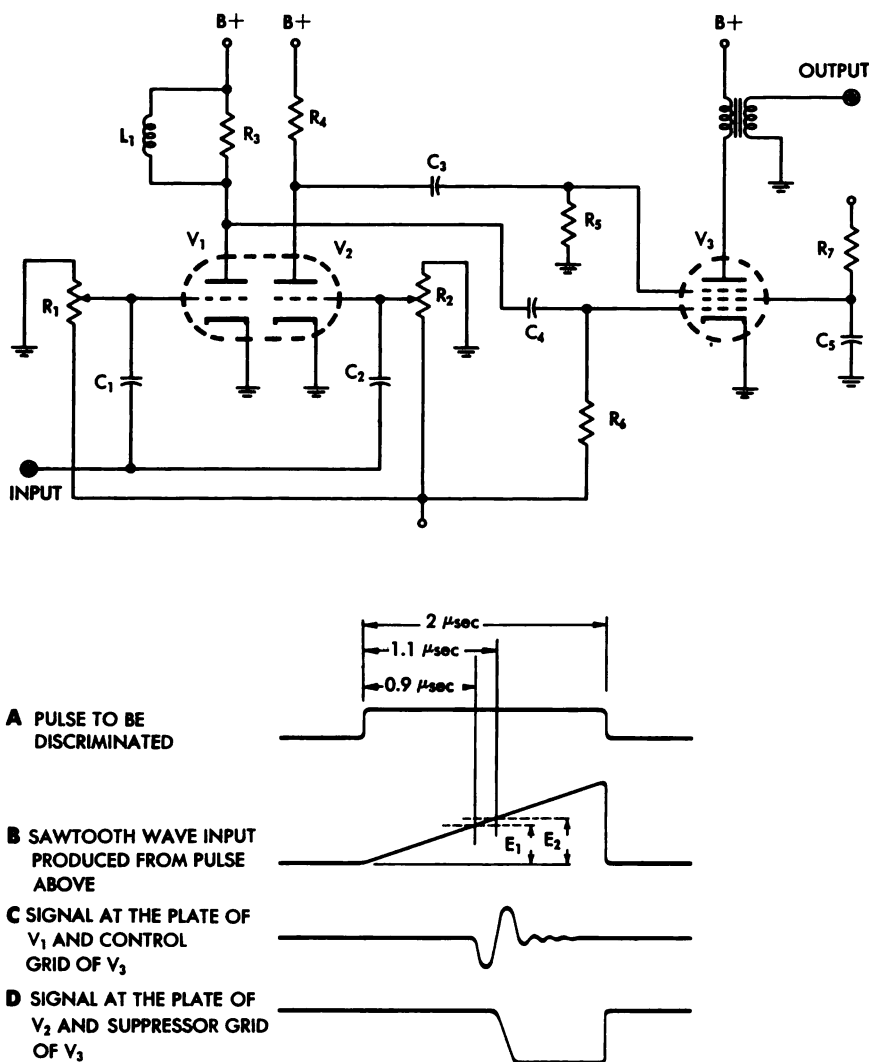 B+
B+
B+
OUTPUT
L1
R3
R4
C3
R5
R7
V1
V2
V3
R1
R2
C4
C5
C1
C2
R6
INPUT
2 μsec
1.1 μsec
0.9 μsec
A PULSE TO BE
DISCRIMINATED
B SAWTOOTH WAVE INPUT
PRODUCED FROM PULSE
ABOVE
E1
E2
C SIGNAL AT THE PLATE OF
V1 AND CONTROL
GRID OF V3
D SIGNAL AT THE PLATE OF
V2 AND SUPPRESSOR GRID
OF V3